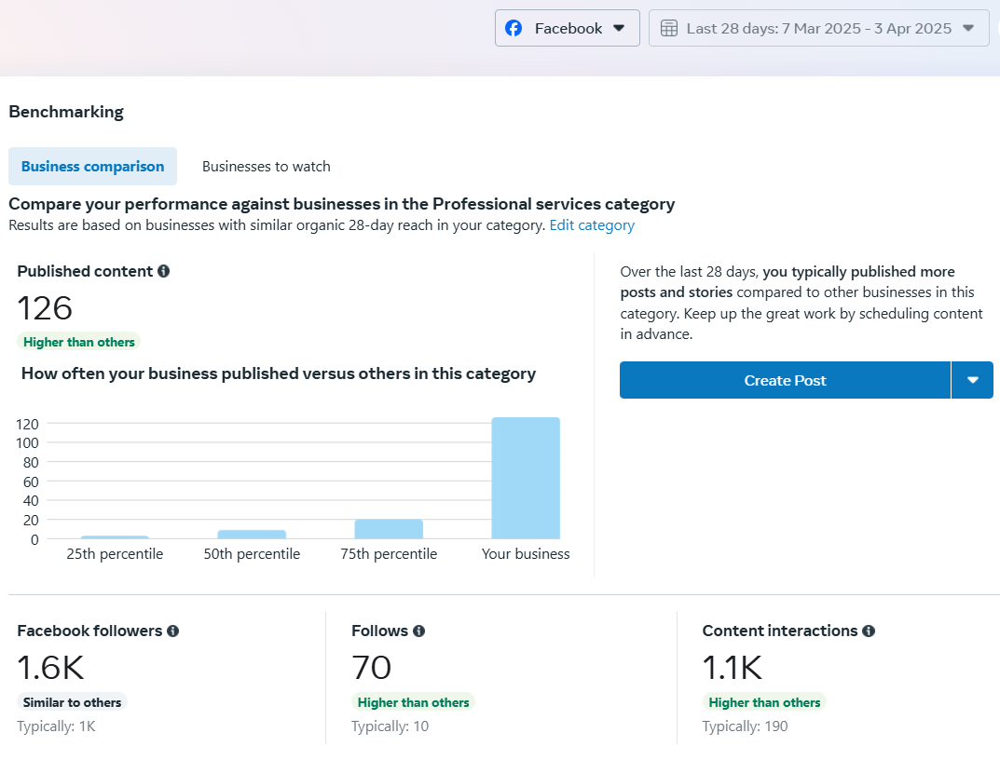 Facebook
Last 28 days: 7 Mar 2025 - 3 Apr 2025
Benchmarking
Business comparison
Businesses to watch
Compare your performance against businesses in the Professional services category
Results are based on businesses with similar organic 28-day reach in your category. Edit category
Published content
126
Higher than others
How often your business published versus others in this category
120
100
80
60
40
20
0
25th percentile
50th percentile
75th percentile
Your business
Over the last 28 days, you typically published more
posts and stories compared to other businesses in this
category. Keep up the great work by scheduling content
in advance.
Create Post
Facebook followers
1.6K
Similar to others
Typically: 1K
Follows
70
Higher than others
Typically: 10
Content interactions
1.1K
Higher than others
Typically: 190